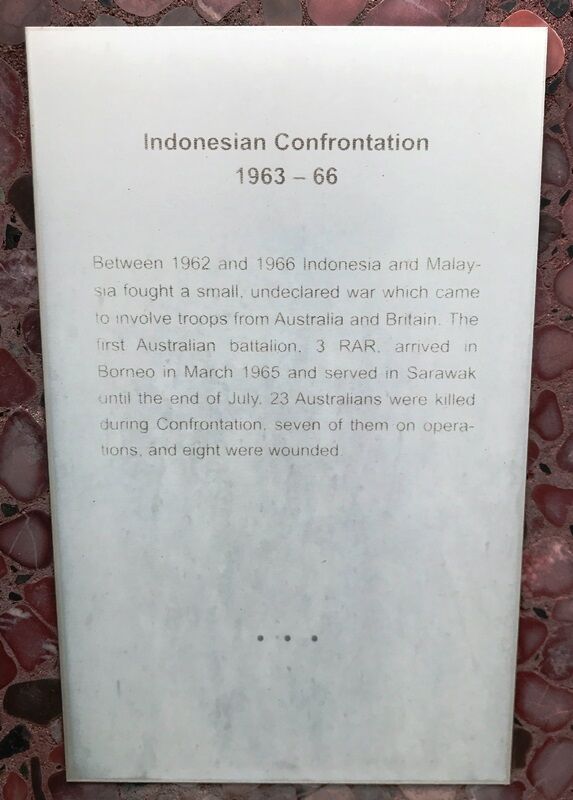 Indonesian Confrontation
1963 – 66
Between 1962 and 1966 Indonesia and Malay-
sia fought a small, undeclared war which came
to involve troops from Australia and Britain. The
first Australian battalion, 3 RAR, arrived in
Borneo in March 1965 and served in Sarawak
until the end of July. 23 Australians were killed
during Confrontation, seven of them on opera-
tions, and eight were wounded